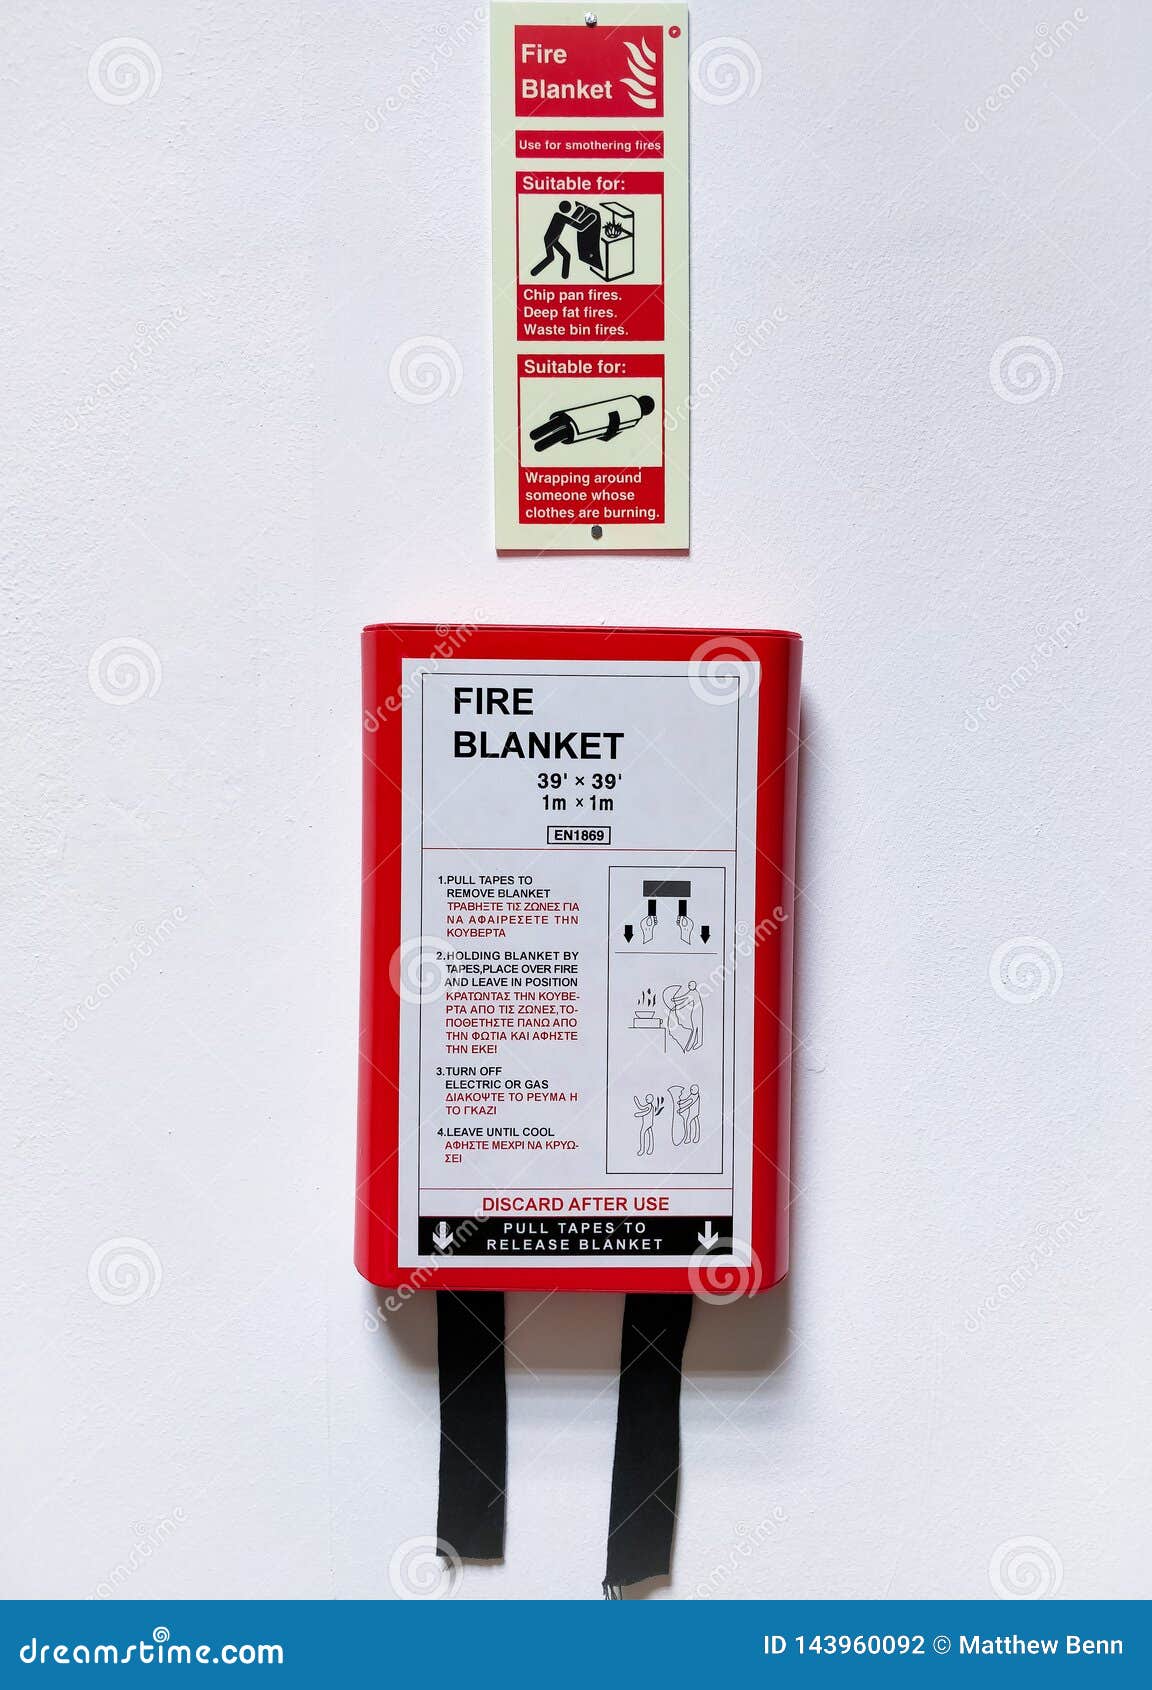 Fire
Blanket
Use for smothering fires
Suitable for:
Chip pan fires.
Deep fat fires.
Waste bin fires.
Suitable for:
Wrapping around
someone whose
clothes are burning.
FIRE
BLANKET
39' × 39'
1m × 1m
EN1869
1.PULL TAPES TO
REMOVE BLANKET
ΤΡΑΒΗΞΤΕ ΤΙΣ ΖΩΝΕΣ ΓΙΑ
ΝΑ ΑΦΑΙΡΕΣΕΤΕ ΤΗΝ
ΚΟΥΒΕΡΤΑ
2.HOLDING BLANKET BY
TAPES,PLACE OVER FIRE
AND LEAVE IN POSITION
ΚΡΑΤΩΝΤΑΣ ΤΗΝ ΚΟΥΒΕ-
ΡΤΑ ΑΠΟ ΤΙΣ ΖΩΝΕΣ,ΤΟ-
ΠΟΘΕΤΗΣΤΕ ΠΑΝΩ ΑΠΟ
ΤΗΝ ΦΩΤΙΑ ΚΑΙ ΑΦΗΣΤΕ
ΤΗΝ ΕΚΕΙ
3.TURN OFF
ELECTRIC OR GAS
ΔΙΑΚΟΨΤΕ ΤΟ ΡΕΥΜΑ Η
ΤΟ ΓΚΑΖΙ
4.LEAVE UNTIL COOL
ΑΦΗΣΤΕ ΜΕΧΡΙ ΝΑ ΚΡΥΩ-
ΣΕΙ
DISCARD AFTER USE
PULL TAPES TO
RELEASE BLANKET
dreamstime.com
ID 143960092 © Matthew Benn